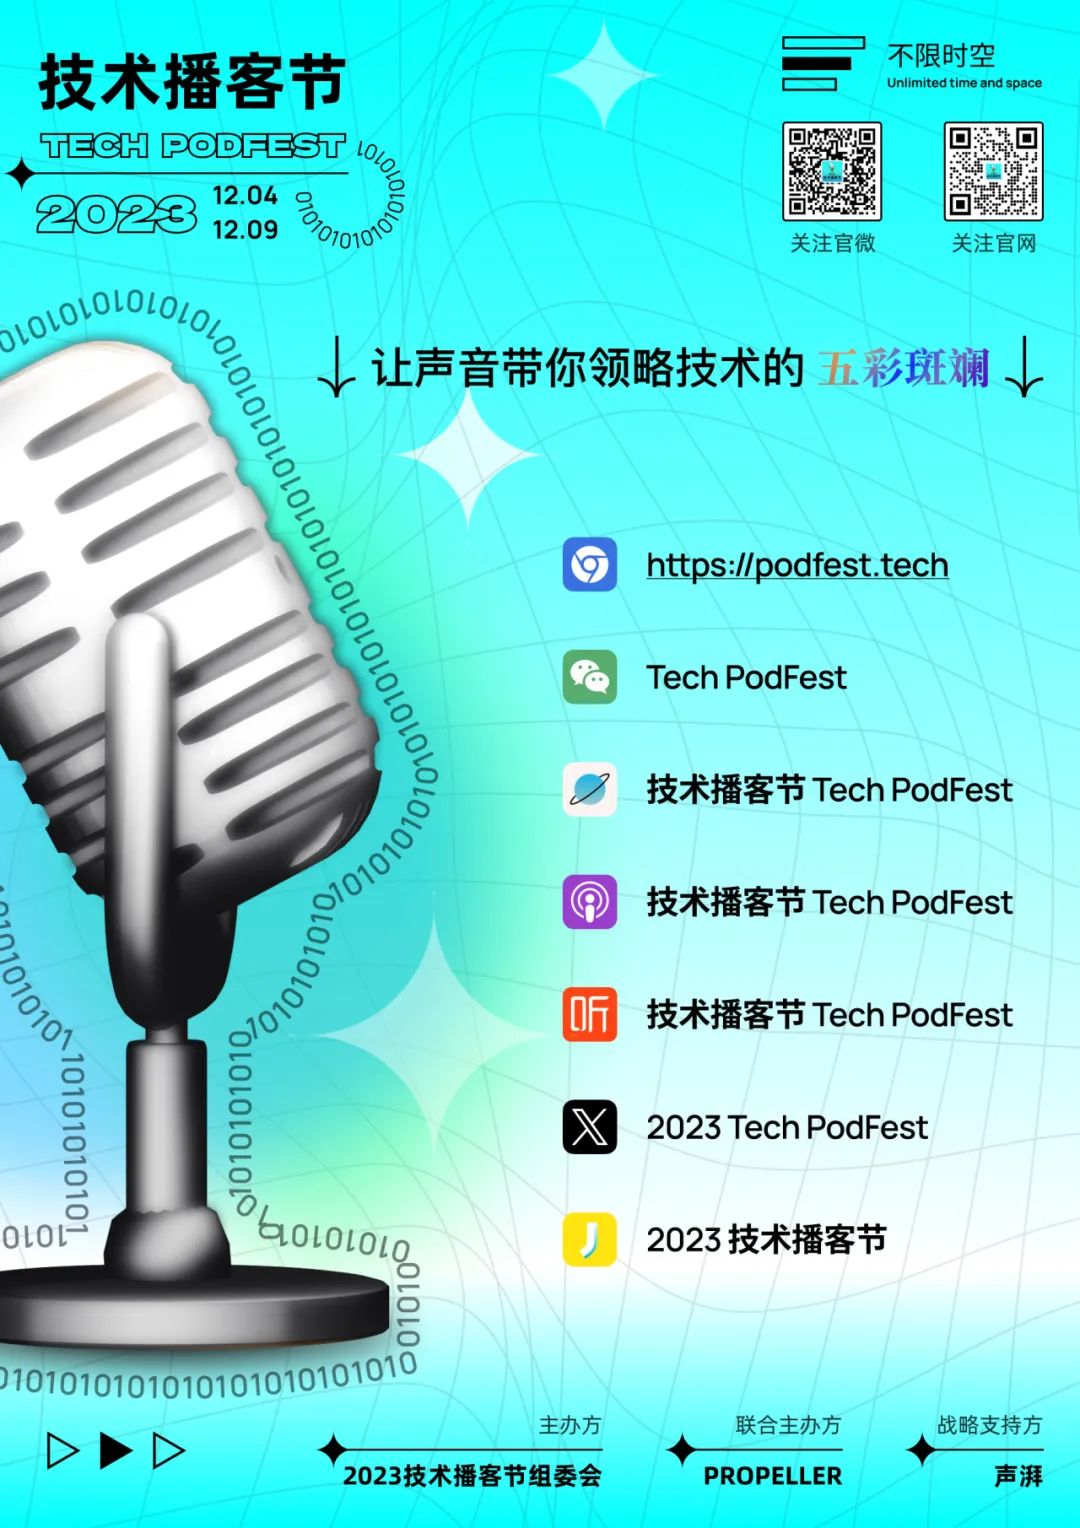 技术播客节
TECH PODFEST
2023
12.04
12.09
不限时空
Unlimited time and space
关注官微
关注官网
让声音带你领略技术的 五彩斑斓
https://podfest.tech
Tech PodFest
技术播客节 Tech PodFest
技术播客节 Tech PodFest
听
技术播客节 Tech PodFest
2023 Tech PodFest
2023 技术播客节
主办方
2023技术播客节组委会
联合主办方
PROPELLER
战略支持方
声湃